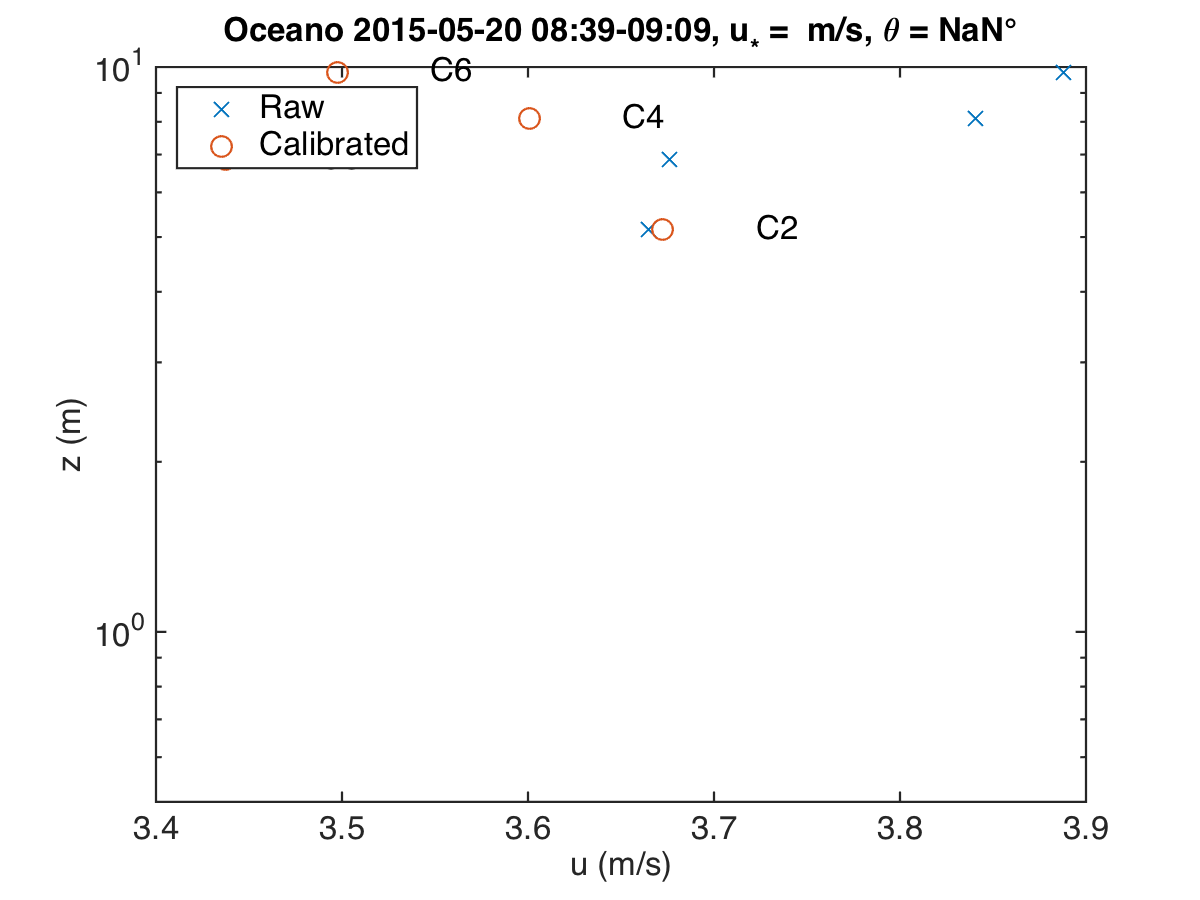 Oceano 2015-05-20 08:39-09:09, u* = m/s, θ = NaN°
10¹
C6
Raw
C4
Calibrated
C2
z (m)
10⁰
3.4 3.5 3.6 3.7 3.8 3.9
u (m/s)